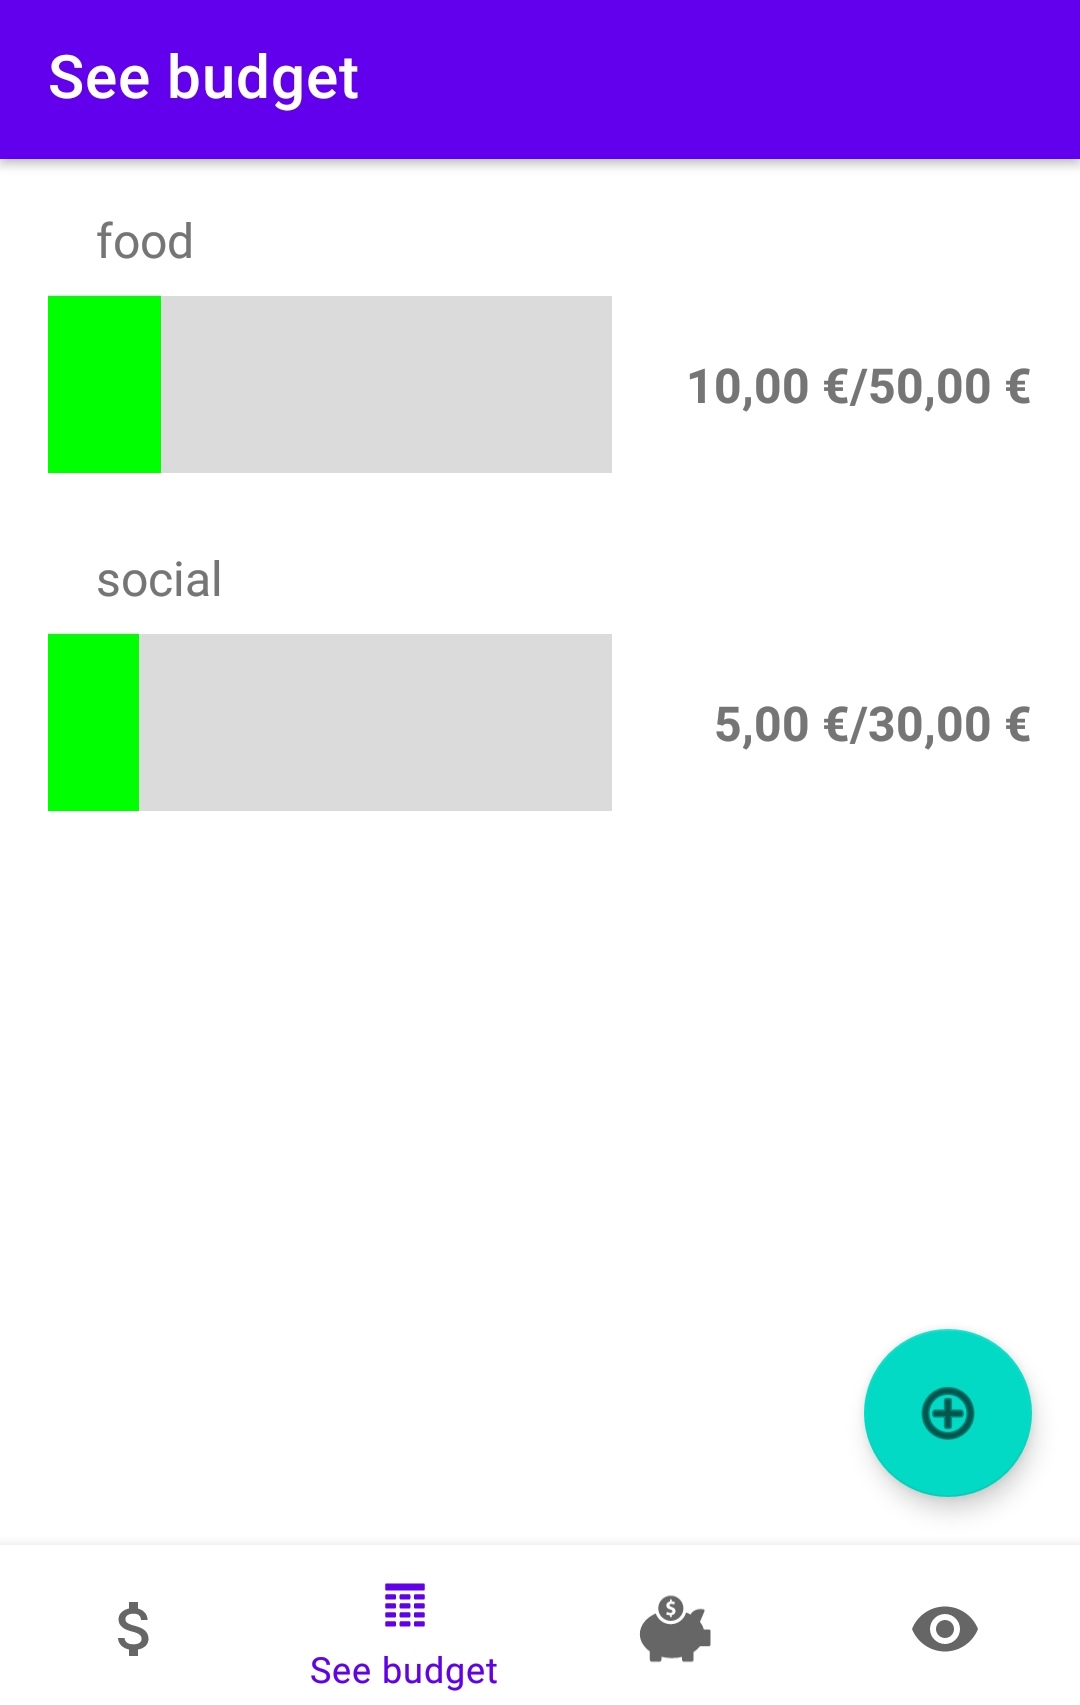 See budget
food
10,00 €/50,00 €
social
5,00 €/30,00 €
See budget